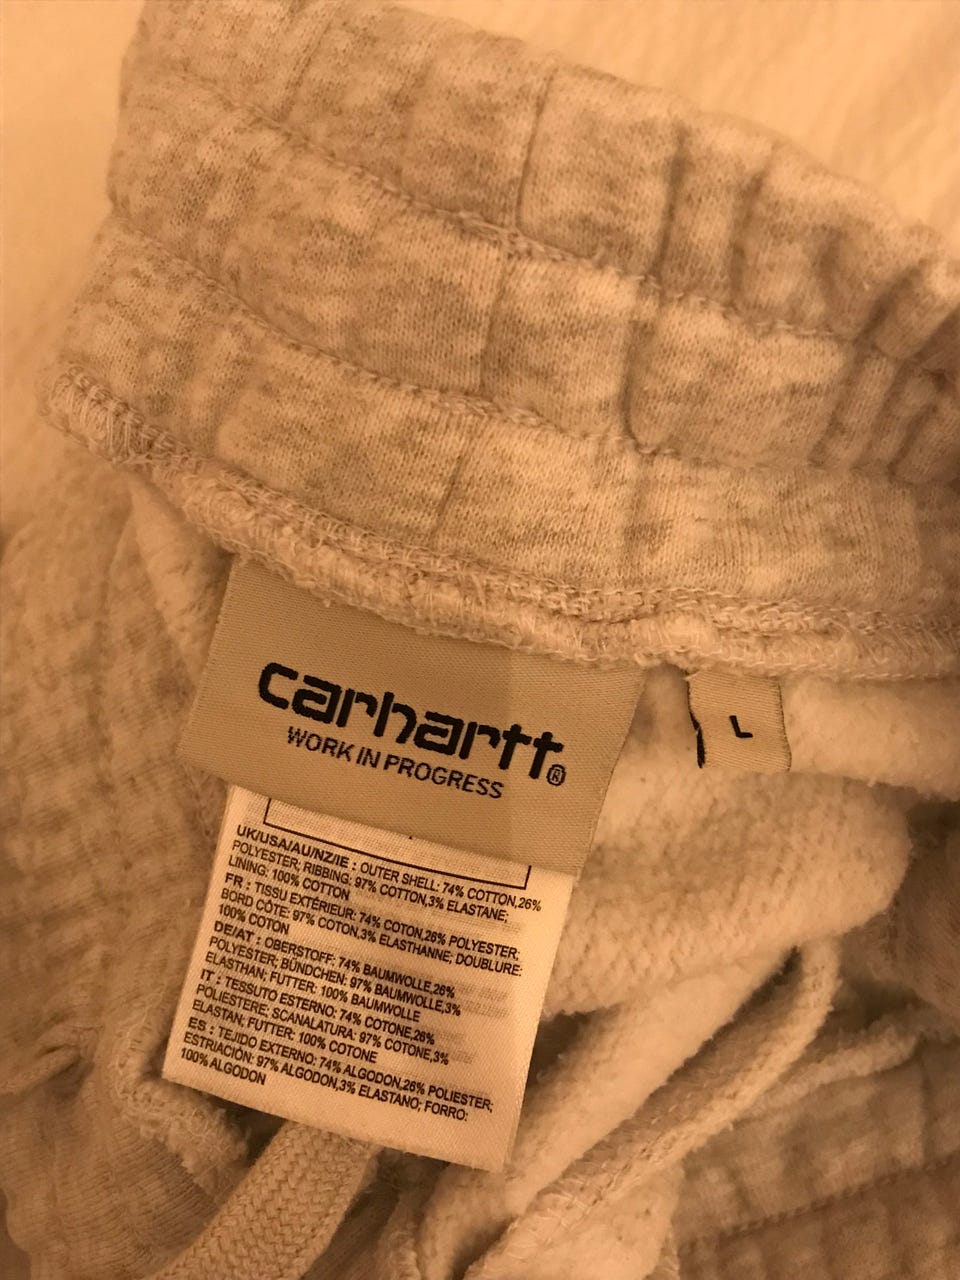 carhartt®
WORK IN PROGRESS
L
UK/USA/AU/NZ/IE : OUTER SHELL: 74% COTTON,26%
POLYESTER; RIBBING: 97% COTTON,3% ELASTANE;
LINING: 100% COTTON
FR : TISSU EXTÉRIEUR: 74% COTON,26% POLYESTER;
BORD CÔTE: 97% COTON,3% ELASTHANNE; DOUBLURE:
100% COTON
DE/AT : OBERSTOFF: 74% BAUMWOLLE,26%
POLYESTER; BÜNDCHEN: 97% BAUMWOLLE,3%
ELASTHAN; FUTTER: 100% BAUMWOLLE
IT : TESSUTO ESTERNO: 74% COTONE,26%
POLIESTERE; SCANALATURA: 97% COTONE,3%
ELASTAN; FUTTER: 100% COTONE
ES : TEJIDO EXTERNO: 74% ALGODON,26% POLIESTER;
ESTRIACIÓN: 97% ALGODON,3% ELASTANO; FORRO:
100% ALGODON